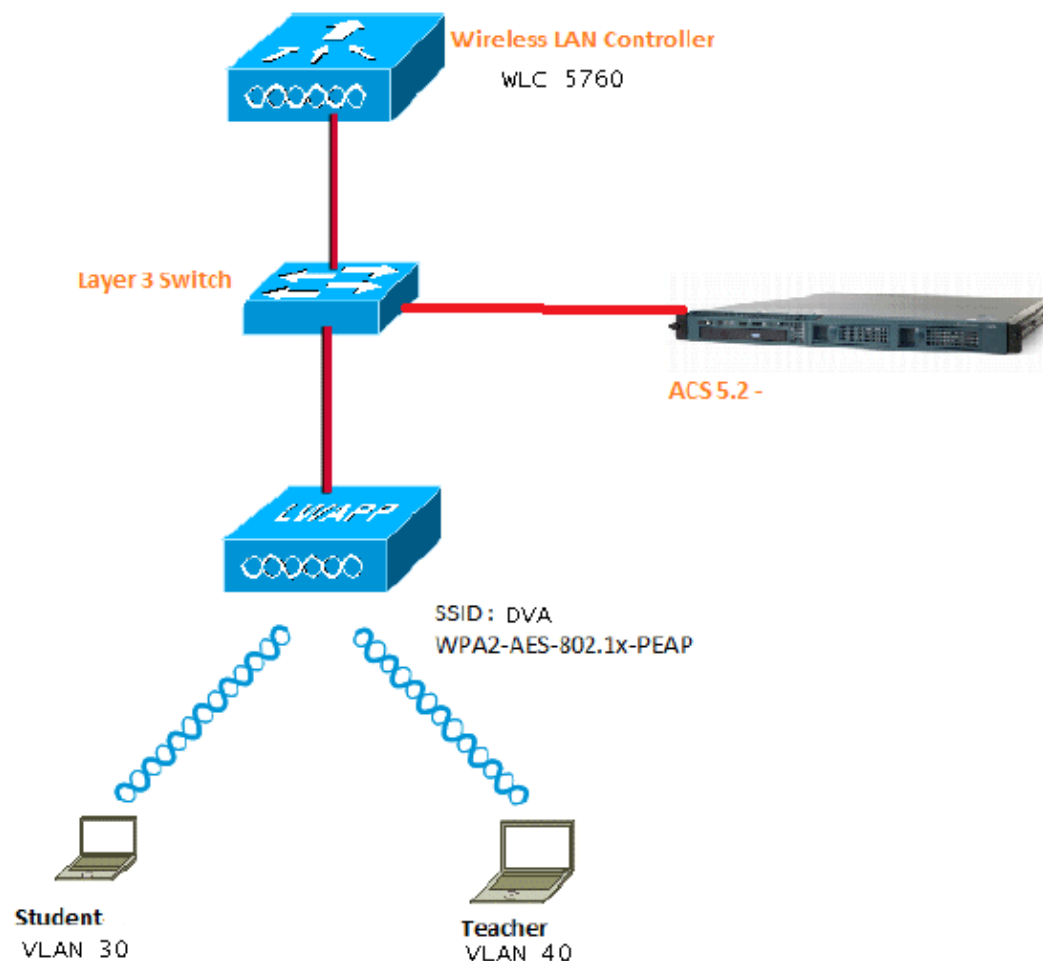 Wireless LAN Controller
WLC 5760
Layer 3 Switch
ACS 5.2 -
LWAPP
SSID : DVA
WPA2-AES-802.1x-PEAP
Student
VLAN 30
Teacher
VLAN 40